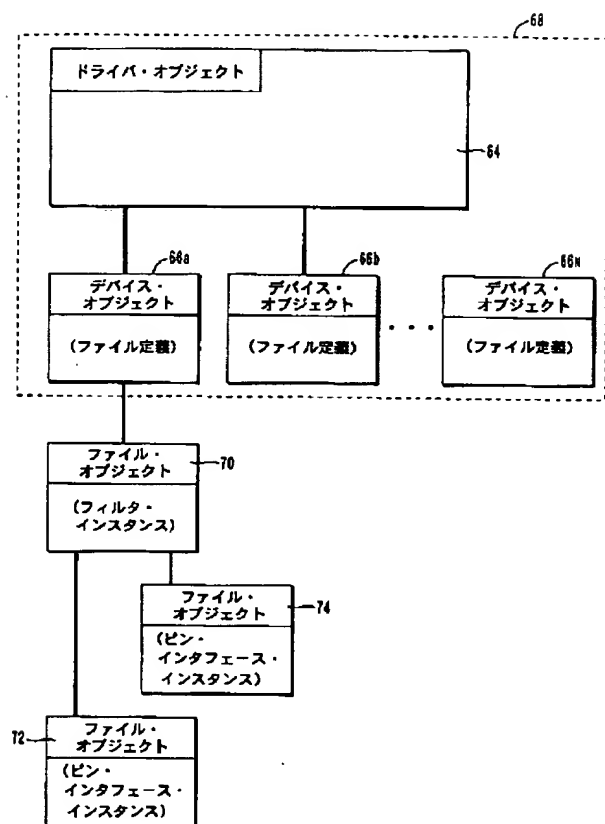 68
ドライバ・オブジェクト
64
66a
66b
66N
デバイス・
オブジェクト
(ファイル定義)
デバイス・
オブジェクト
(ファイル定義)
・・・
デバイス・
オブジェクト
(ファイル定義)
ファイル・
オブジェクト
70
(フィルタ・
インスタンス)
ファイル・
オブジェクト
74
(ピン・
インタフェース・
インスタンス)
72
ファイル・
オブジェクト
(ピン・
インタフェース・
インスタンス)